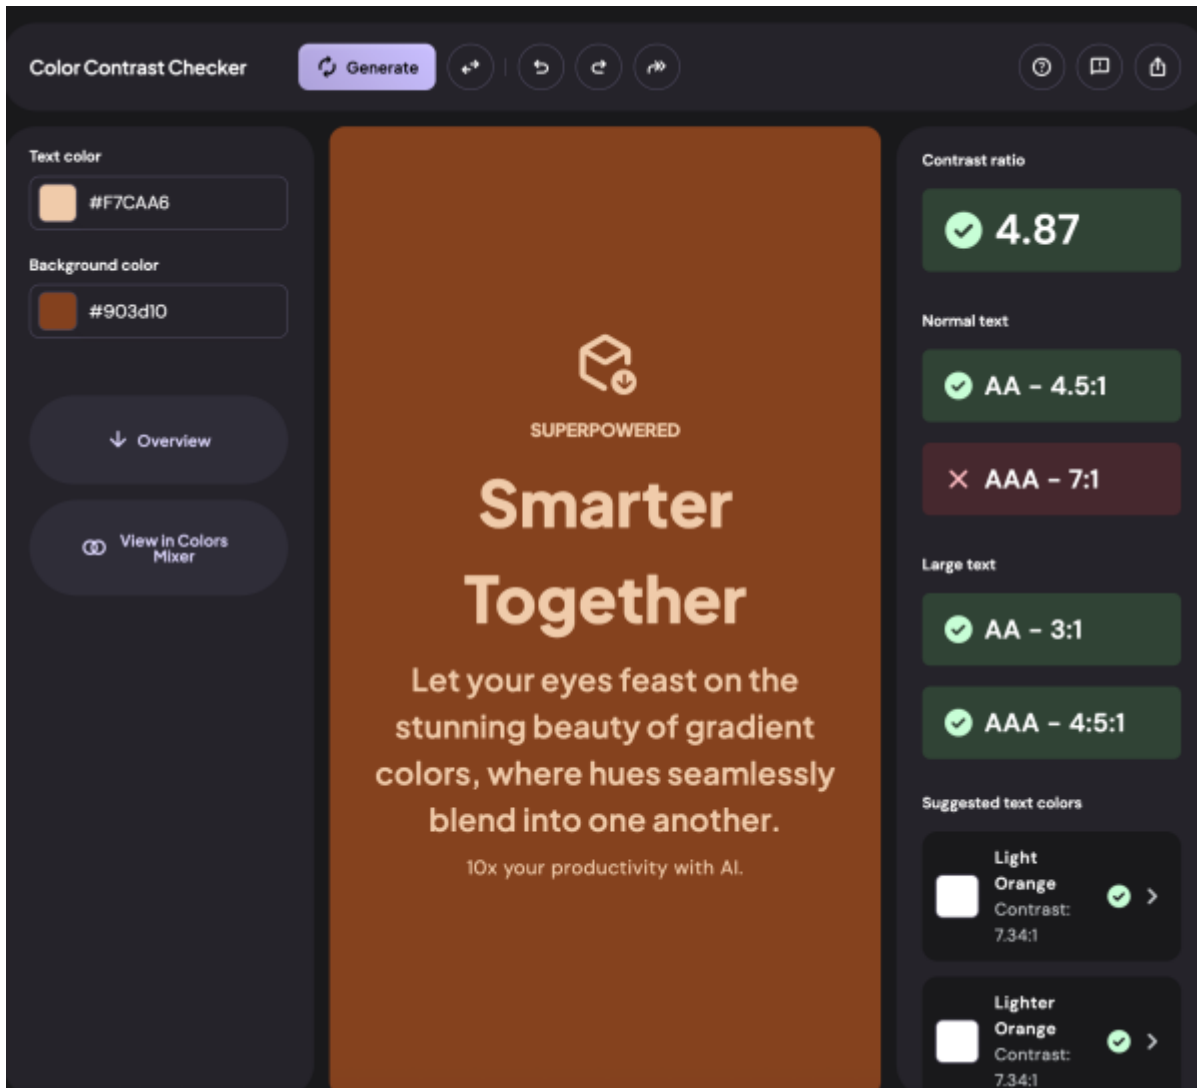 Color Contrast Checker
Generate
Text color
#F7CAA6
Background color
#903d10
Overview
View in Colors
Mixer
SUPERPOWERED
Smarter
Together
Let your eyes feast on the
stunning beauty of gradient
colors, where hues seamlessly
blend into one another.
10x your productivity with AI.
Contrast ratio
4.87
Normal text
AA - 4.5:1
AAA - 7:1
Large text
AA - 3:1
AAA - 4:5:1
Suggested text colors
Light
Orange
Contrast:
7.34:1
Lighter
Orange
Contrast:
7.34:1